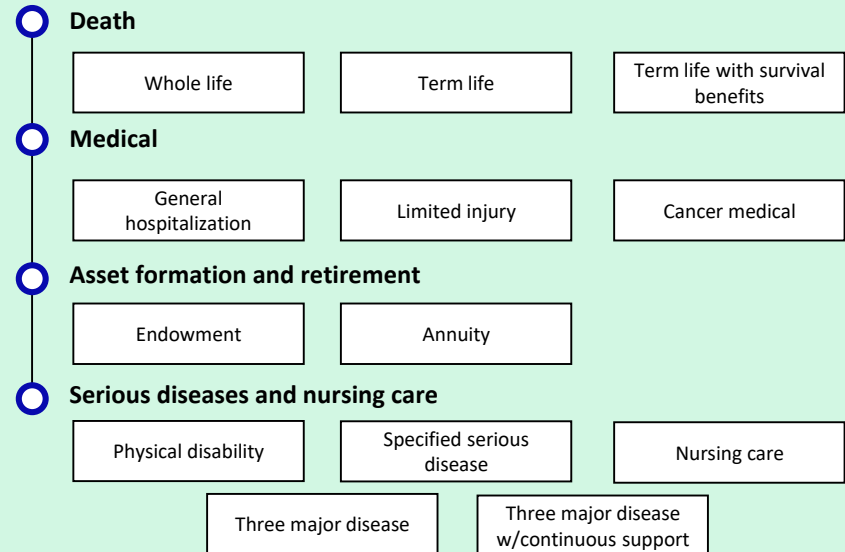 Death
Whole life
Term life
Term life with survival
benefits
Medical
General
hospitalization
Limited injury
Cancer medical
Asset formation and retirement
Endowment
Annuity
Serious diseases and nursing care
Physical disability
Specified serious
disease
Nursing care
Three major disease
Three major disease
w/continuous support